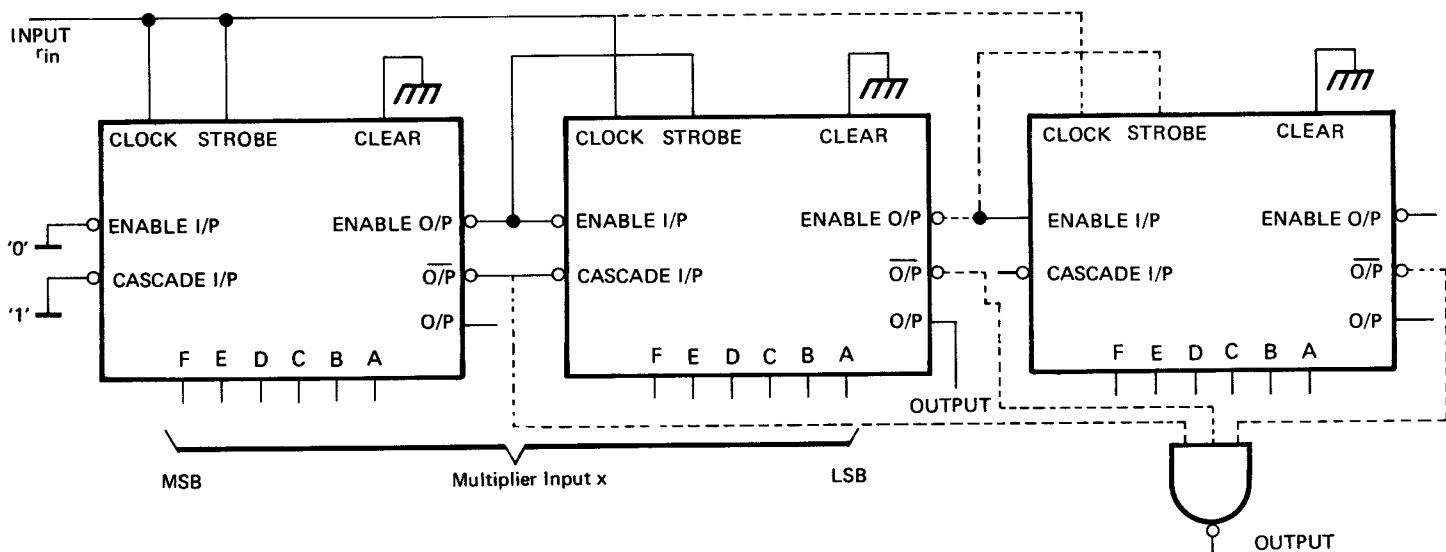 INPUT
rin
CLOCK STROBE CLEAR
ENABLE I/P ENABLE O/P
'0'
CASCADE I/P O/P
'1'
O/P
F E D C B A
CLOCK STROBE CLEAR
ENABLE I/P ENABLE O/P
CASCADE I/P O/P
O/P
F E D C B A
OUTPUT
CLOCK STROBE CLEAR
ENABLE I/P ENABLE O/P
CASCADE I/P O/P
O/P
F E D C B A
MSB Multiplier Input x LSB
OUTPUT